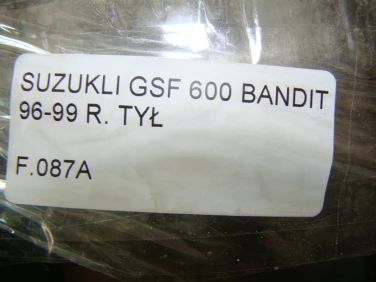 SUZUKLI GSF 600 BANDIT
96-99 R. TYŁ
F.087A